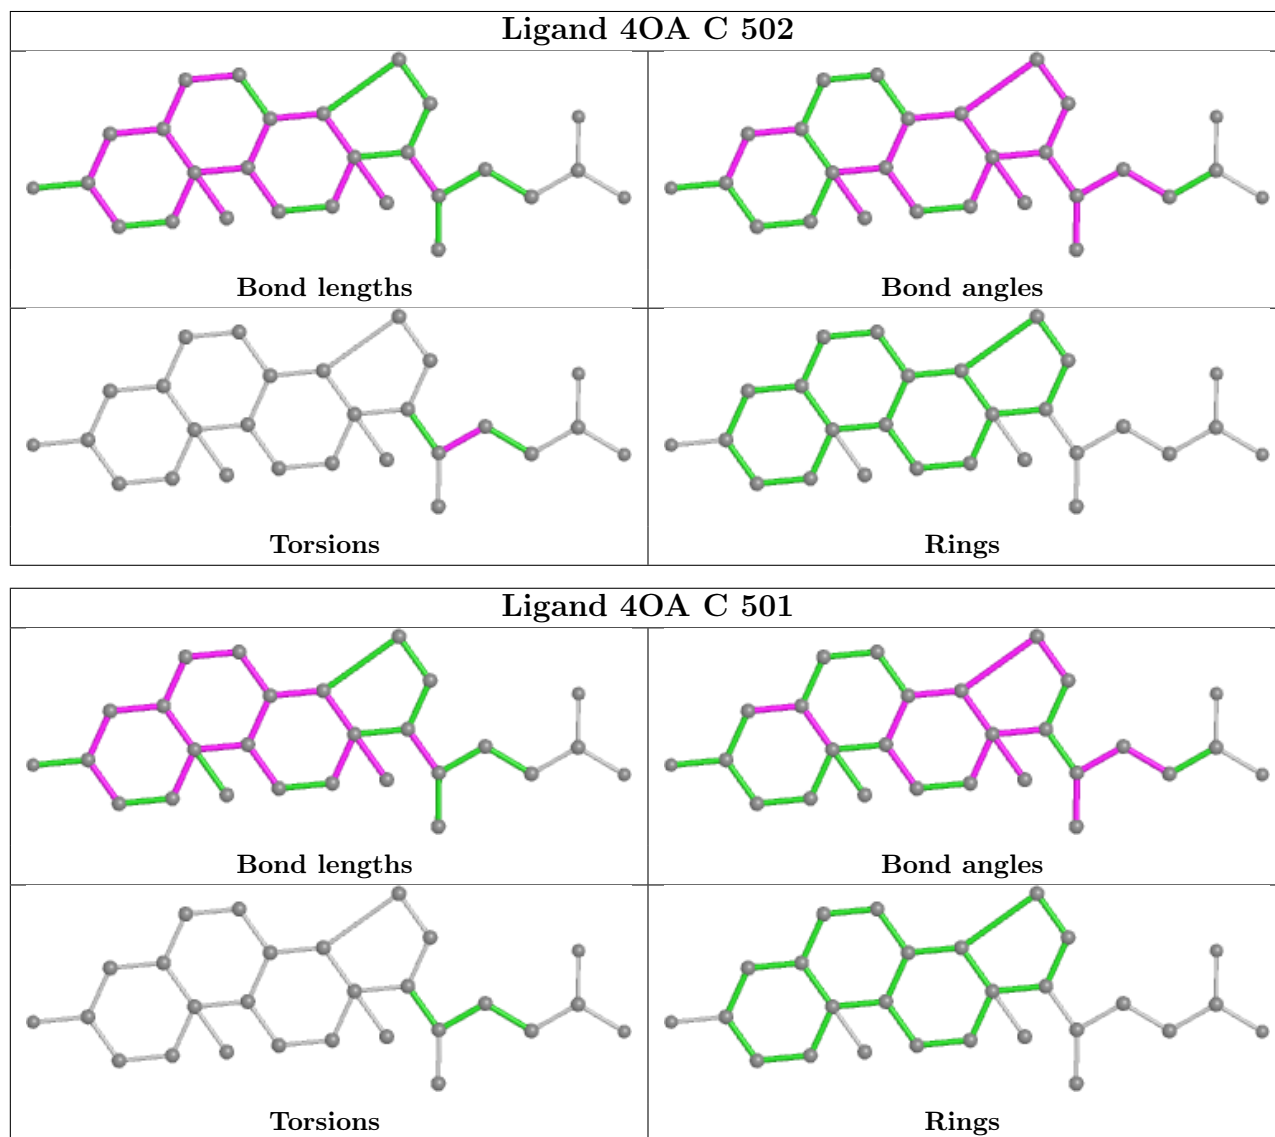 Ligand 4OA C 502
Bond lengths
Bond angles
Torsions
Rings
Ligand 4OA C 501
Bond lengths
Bond angles
Torsions
Rings